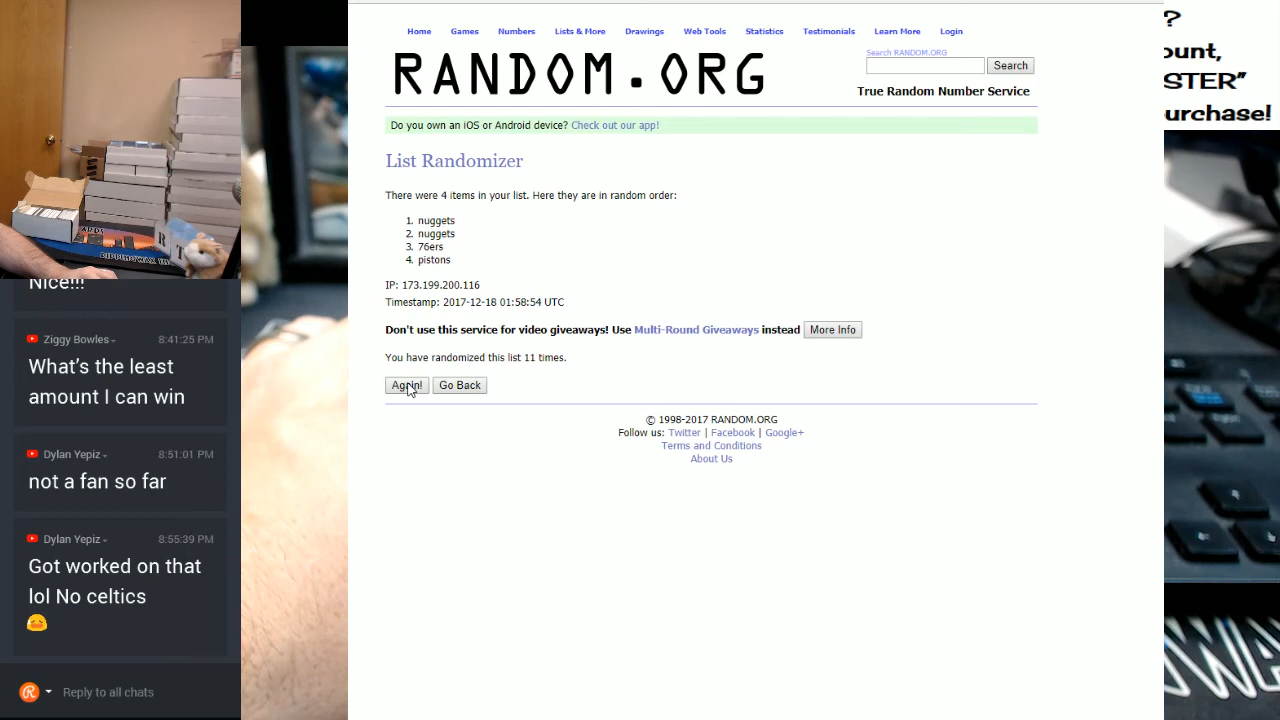 ?
ount,
STER"
urchase!
Home Games Numbers Lists & More Drawings Web Tools Statistics Testimonials Learn More Login
RANDOM.ORG
Search RANDOM.ORG
Search
True Random Number Service
Do you own an iOS or Android device? Check out our app!
List Randomizer
There were 4 items in your list. Here they are in random order:
1. nuggets
2. nuggets
3. 76ers
4. pistons
IP: 173.199.200.116
Timestamp: 2017-12-18 01:58:54 UTC
Don't use this service for video giveaways! Use Multi-Round Giveaways instead More Info
You have randomized this list 11 times.
Again! Go Back
© 1998-2017 RANDOM.ORG
Follow us: Twitter | Facebook | Google+
Terms and Conditions
About Us
Nice!!!
Ziggy Bowles 8:41:25 PM
What's the least
amount I can win
Dylan Yepiz 8:51:01 PM
not a fan so far
Dylan Yepiz 8:55:39 PM
Got worked on that
lol No celtics
Reply to all chats